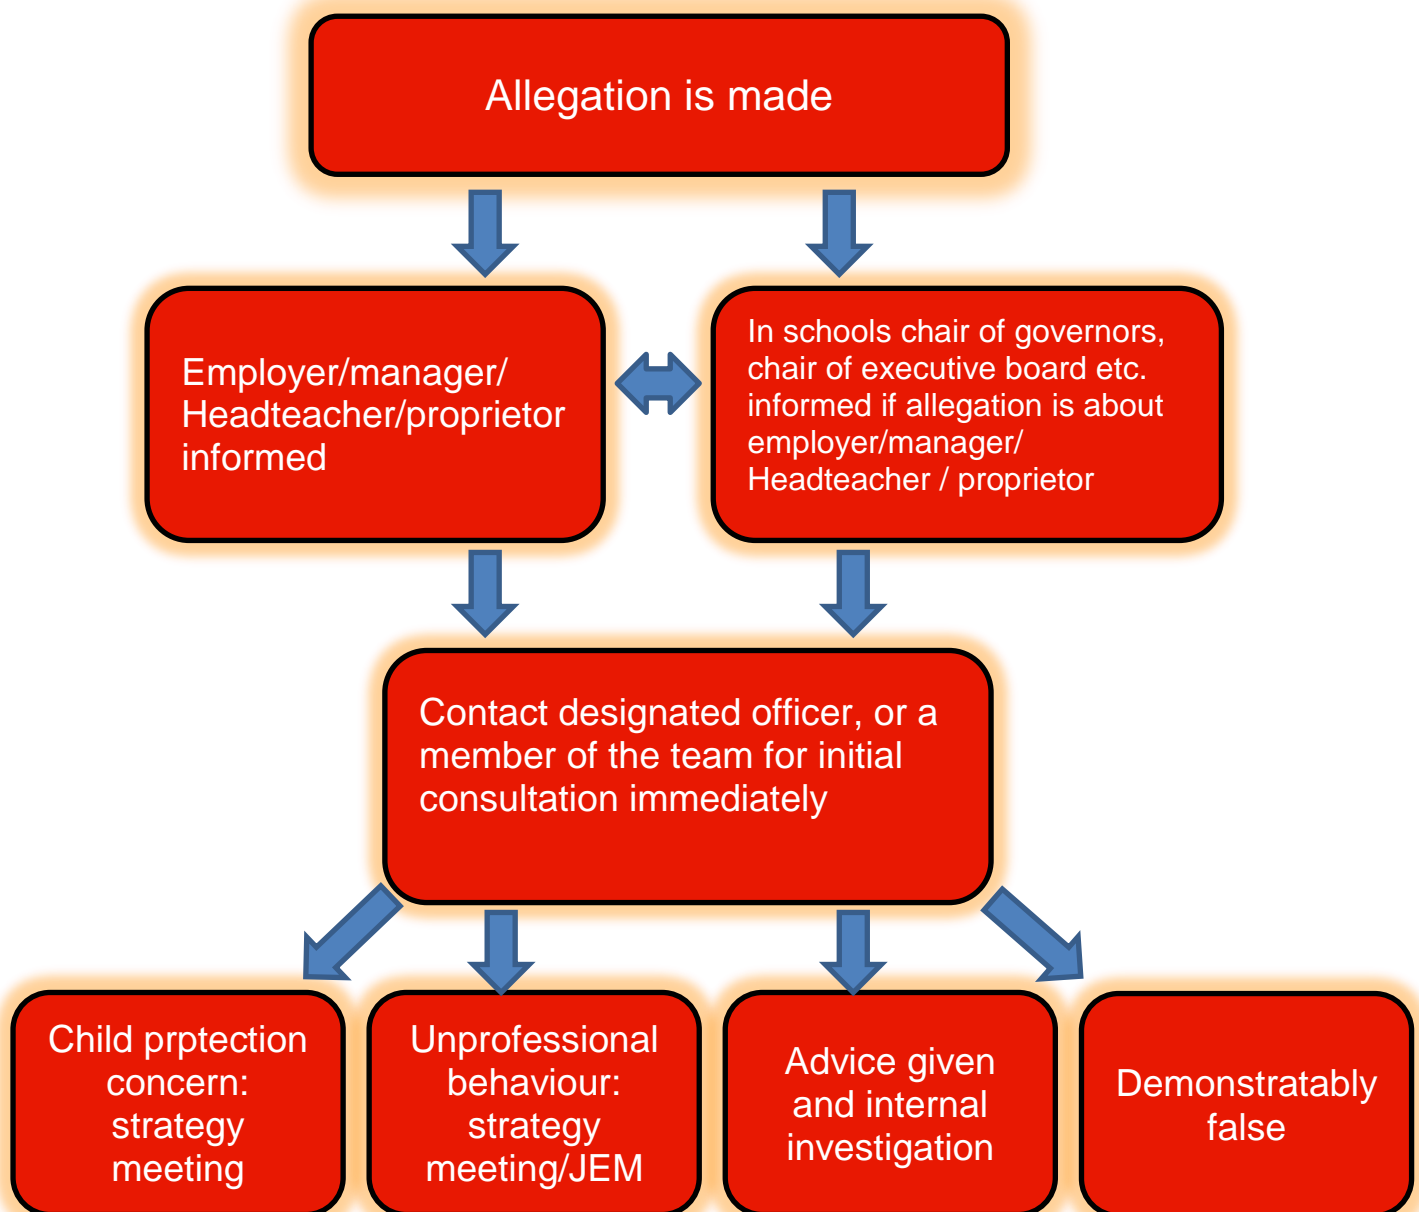 Allegation is made
Employer/manager/
Headteacher/proprietor
informed
In schools chair of governors,
chair of executive board etc.
informed if allegation is about
employer/manager/
Headteacher / proprietor
Contact designated officer, or a
member of the team for initial
consultation immediately
Child prptection
concern:
strategy
meeting
Unprofessional
behaviour:
strategy
meeting/JEM
Advice given
and internal
investigation
Demonstratably
false